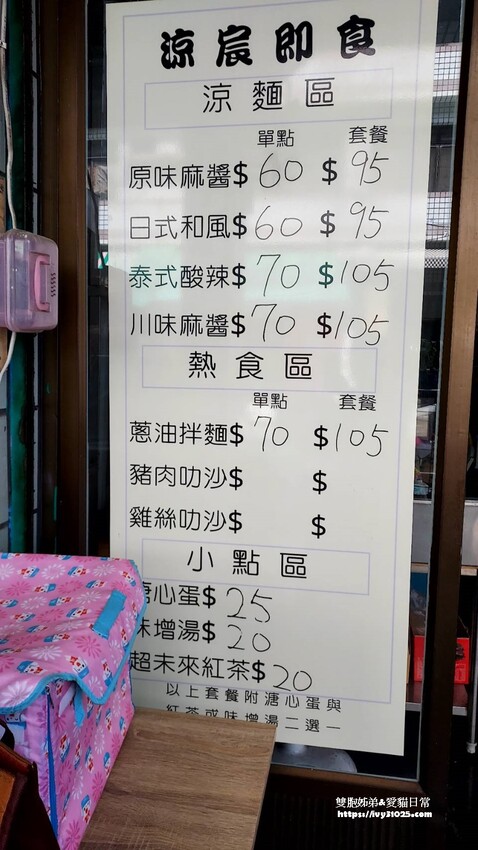 涼宸即食
涼麵區
單點 套餐
原味麻醬$60 $95
日式和風$60 $95
泰式酸辣$70 $105
川味麻醬$70 $105
熱食區
單點 套餐
蔥油拌麵$70 $105
豬肉叻沙$ $
雞絲叻沙$ $
小點區
溏心蛋$25
味增湯$20
超未來紅茶$20
以上套餐附溏心蛋與
紅茶或味增湯二選一
雙胞姊弟&愛貓日常
https://ivy31025.com/